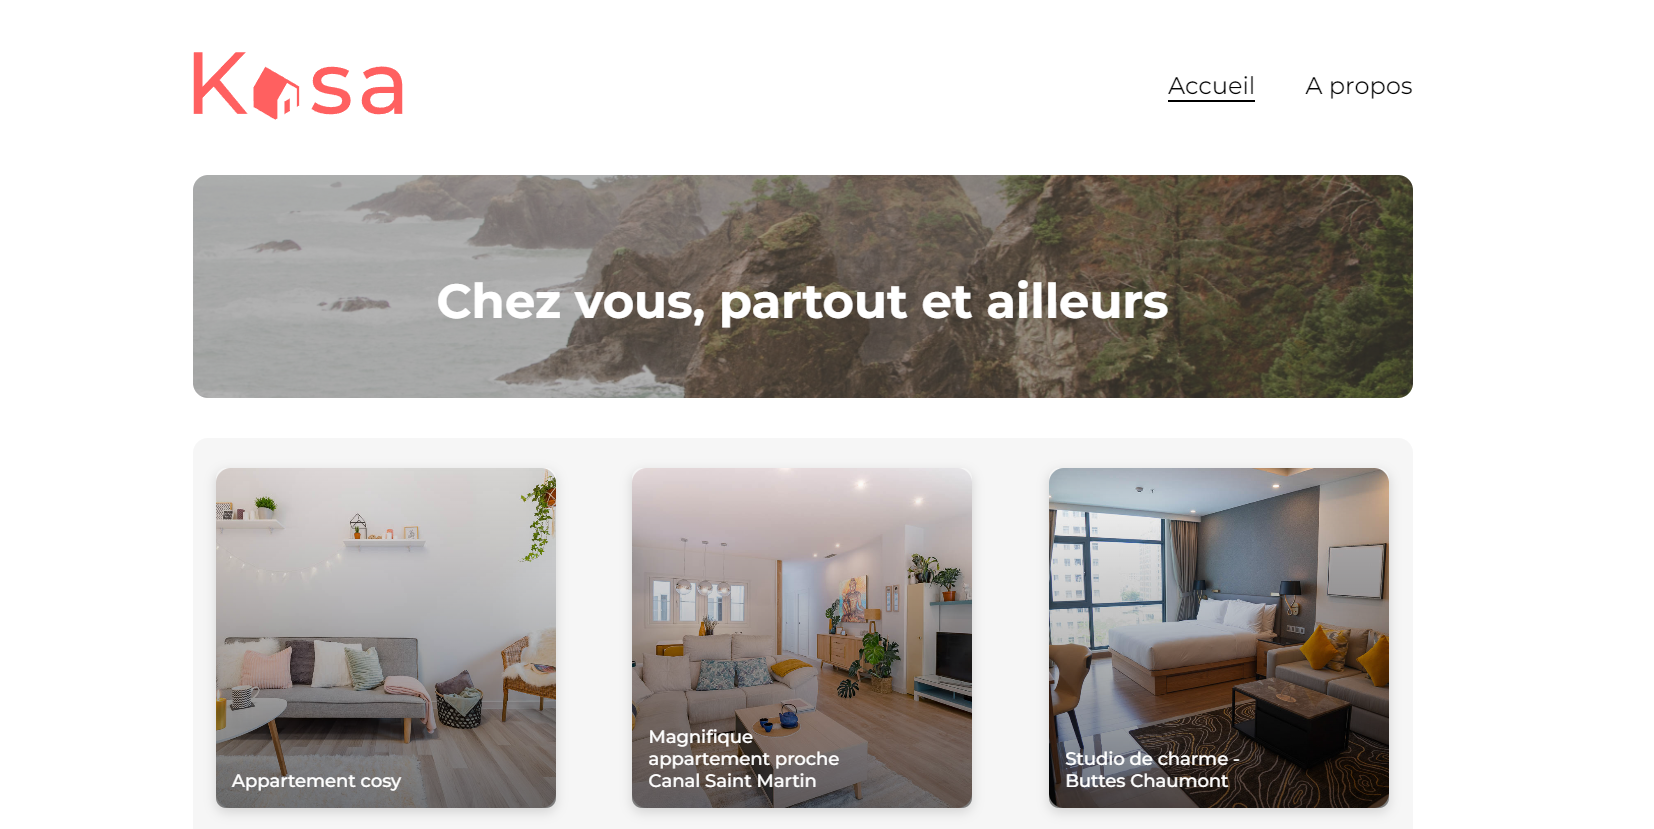 Kasa
Accueil
A propos
Chez vous, partout et ailleurs
Appartement cosy
Magnifique
appartement proche
Canal Saint Martin
Studio de charme -
Buttes Chaumont